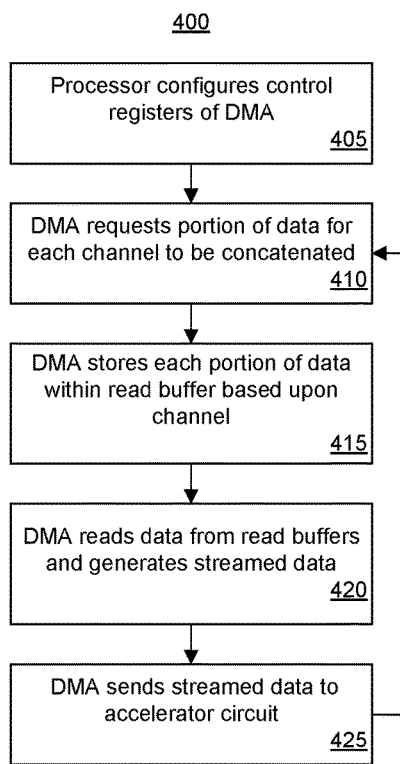 400
Processor configures control
registers of DMA
405
DMA requests portion of data for
each channel to be concatenated
410
DMA stores each portion of data
within read buffer based upon
channel
415
DMA reads data from read buffers
and generates streamed data
420
DMA sends streamed data to
accelerator circuit
425